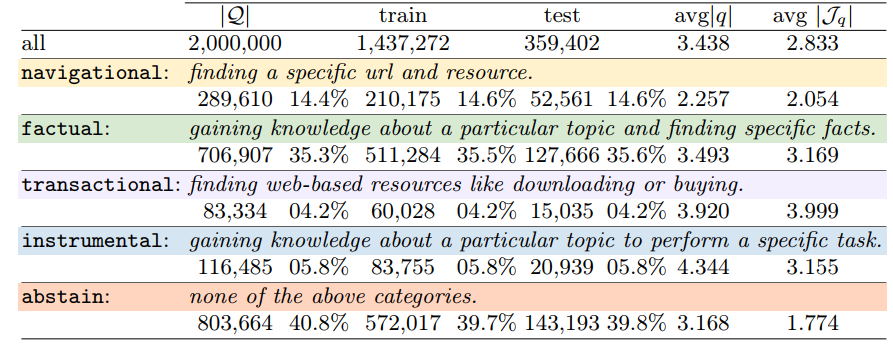 |Q| train test avg|q| avg |J_q|
all 2,000,000 1,437,272 359,402 3.438 2.833
navigational: finding a specific url and resource.
289,610 14.4% 210,175 14.6% 52,561 14.6% 2.257 2.054
factual: gaining knowledge about a particular topic and finding specific facts.
706,907 35.3% 511,284 35.5% 127,666 35.6% 3.493 3.169
transactional: finding web-based resources like downloading or buying.
83,334 04.2% 60,028 04.2% 15,035 04.2% 3.920 3.999
instrumental: gaining knowledge about a particular topic to perform a specific task.
116,485 05.8% 83,755 05.8% 20,939 05.8% 4.344 3.155
abstain: none of the above categories.
803,664 40.8% 572,017 39.7% 143,193 39.8% 3.168 1.774